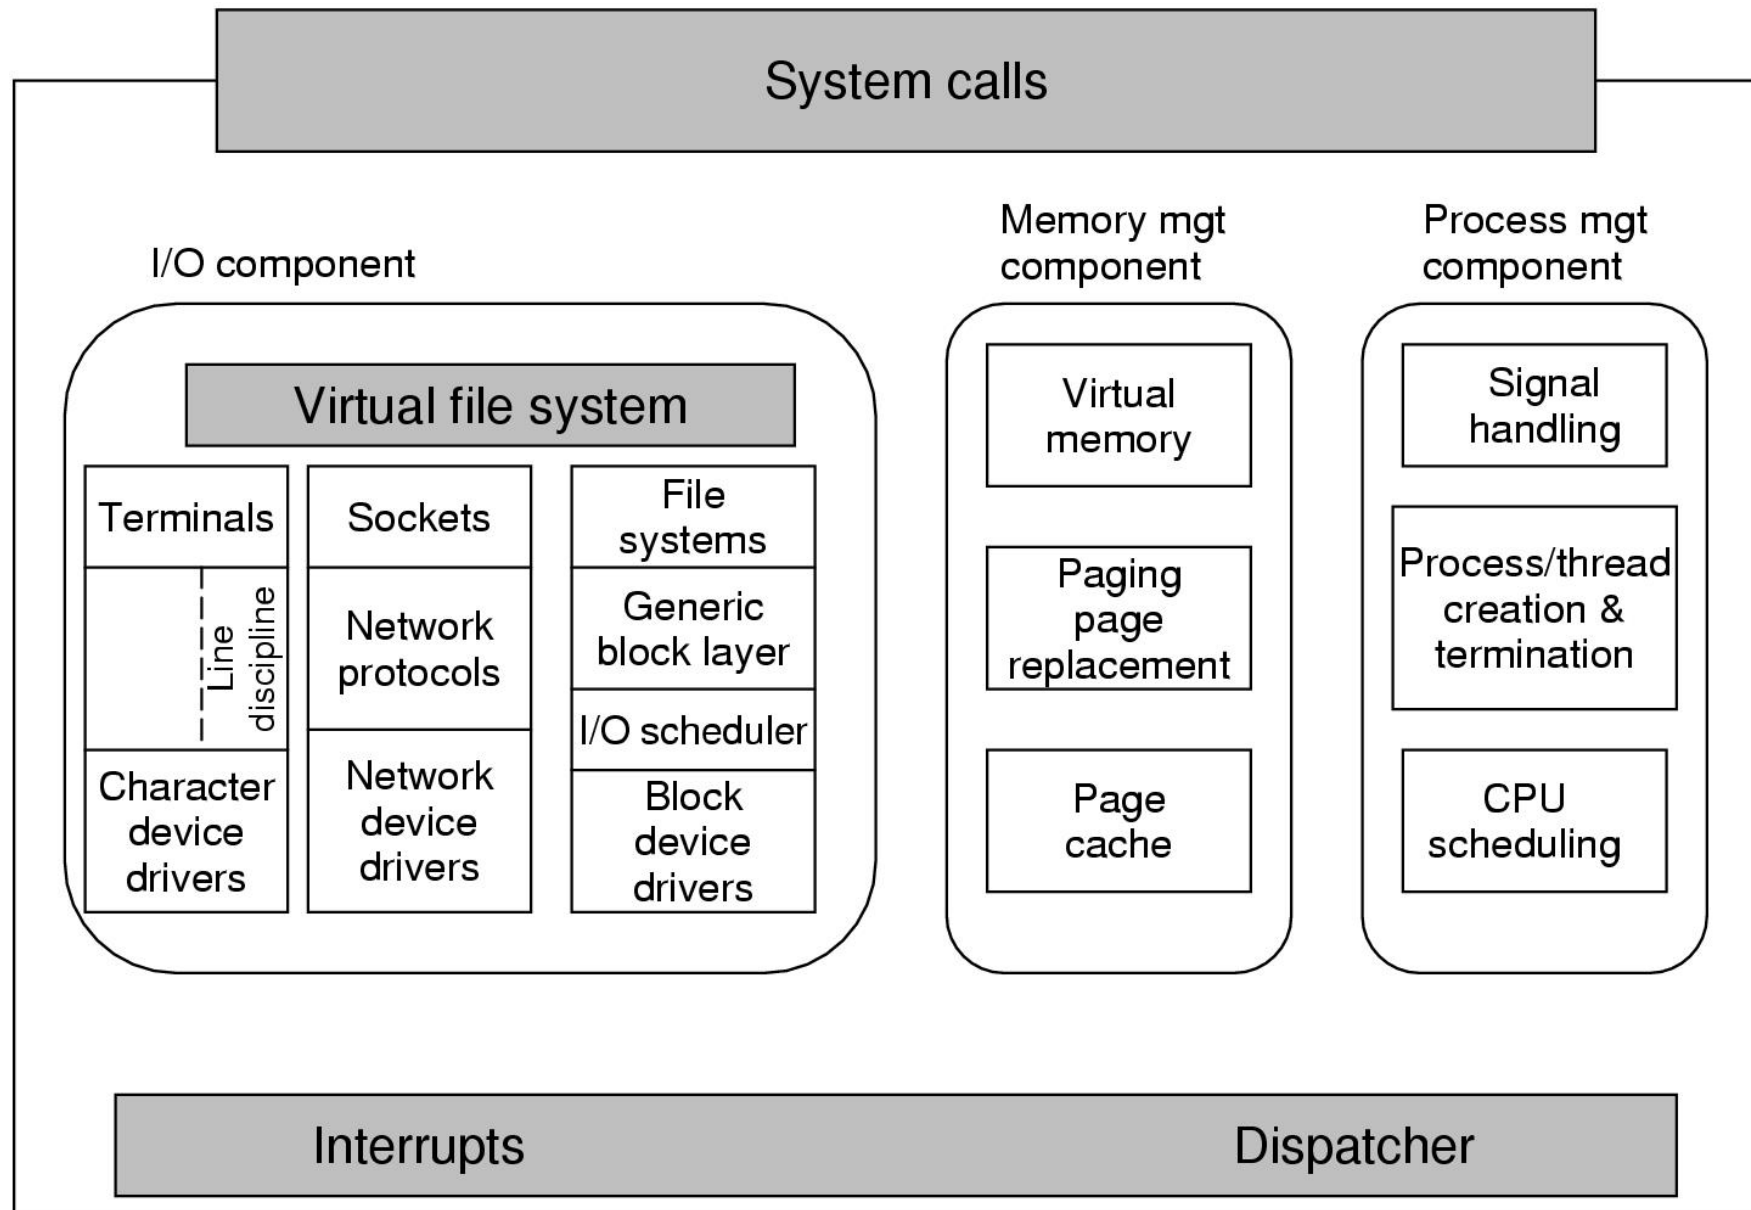 System calls
I/O component
Memory mgt
component
Process mgt
component
Virtual file system
Terminals
Line
discipline
Character
device
drivers
Sockets
Network
protocols
Network
device
drivers
File
systems
Generic
block layer
I/O scheduler
Block
device
drivers
Virtual
memory
Paging
page
replacement
Page
cache
Signal
handling
Process/thread
creation &
termination
CPU
scheduling
Interrupts
Dispatcher